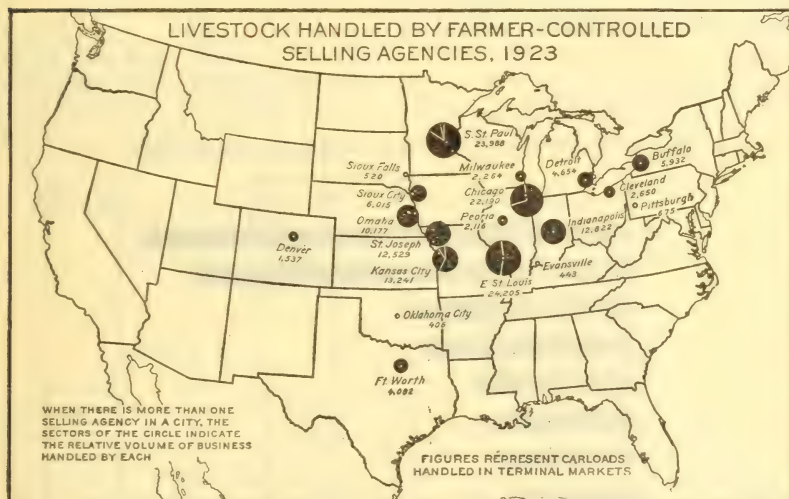 LIVESTOCK HANDLED BY FARMER-CONTROLLED
SELLING AGENCIES, 1923
S. St. Paul
23,988
Sioux Falls
520
Milwaukee
2,264
Detroit
4,654
Buffalo
5,932
Sioux City
6,015
Chicago
22,190
Cleveland
2,650
Pittsburgh
675
Omaha
10,177
Peoria
2,116
Indianapolis
12,822
Denver
1,537
St. Joseph
12,529
Kansas City
13,241
Evansville
443
E St. Louis
24,205
Oklahoma City
406
Ft. Worth
4,082
WHEN THERE IS MORE THAN ONE
SELLING AGENCY IN A CITY, THE
SECTORS OF THE CIRCLE INDICATE
THE RELATIVE VOLUME OF BUSINESS
HANDLED BY EACH
FIGURES REPRESENT CARLOADS
HANDLED IN TERMINAL MARKETS